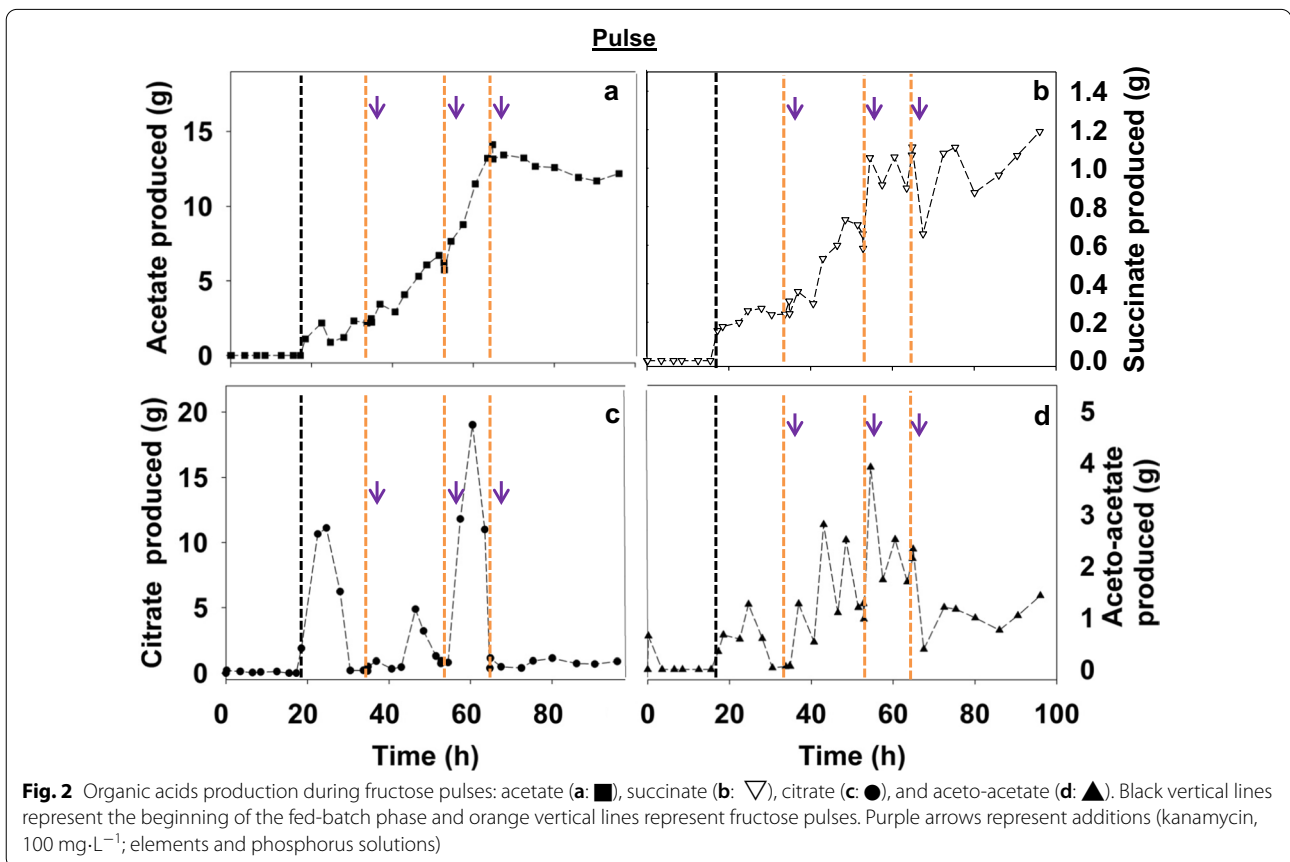 Pulse
a
Acetate produced (g)
15
10
5
0
b
Succinate produced (g)
1.4
1.2
1.0
0.8
0.6
0.4
0.2
0.0
c
Citrate produced (g)
20
15
10
5
0
0 20 40 60 80
Time (h)
d
Aceto-acetate
produced (g)
5
4
3
2
1
0
0 20 40 60 80 100
Time (h)
Fig. 2 Organic acids production during fructose pulses: acetate (a: ■), succinate (b: ▽), citrate (c: ●), and aceto-acetate (d: ▲). Black vertical lines
represent the beginning of the fed-batch phase and orange vertical lines represent fructose pulses. Purple arrows represent additions (kanamycin,
100 mg·L⁻¹; elements and phosphorus solutions)